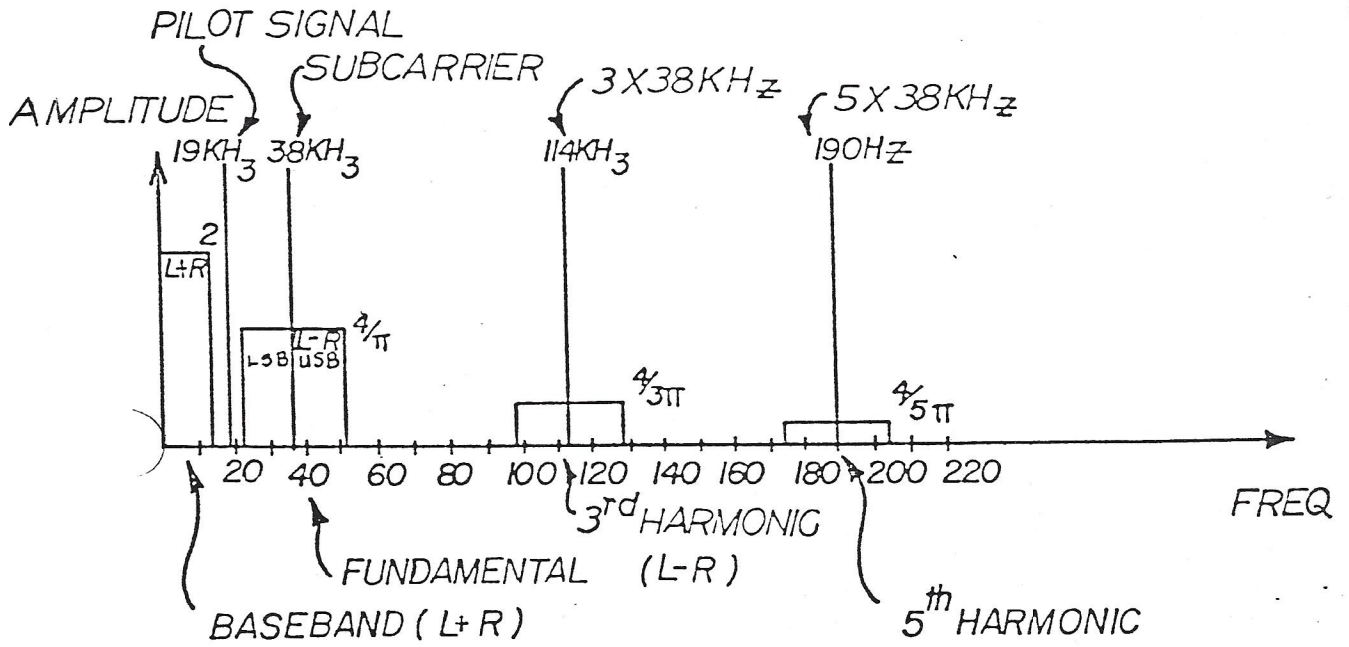 PILOT SIGNAL
SUBCARRIER
3X38KHz
5X38KHz
AMPLITUDE
19KH3
38KH3
114KH3
190HZ
2
L+R
4/π
L-R
LSB
USB
4/3π
4/5π
20 40 60 80 100 120 140 160 180 200 220
FREQ
3rd HARMONIC
(L-R)
FUNDAMENTAL
BASEBAND (L+R)
5th HARMONIC